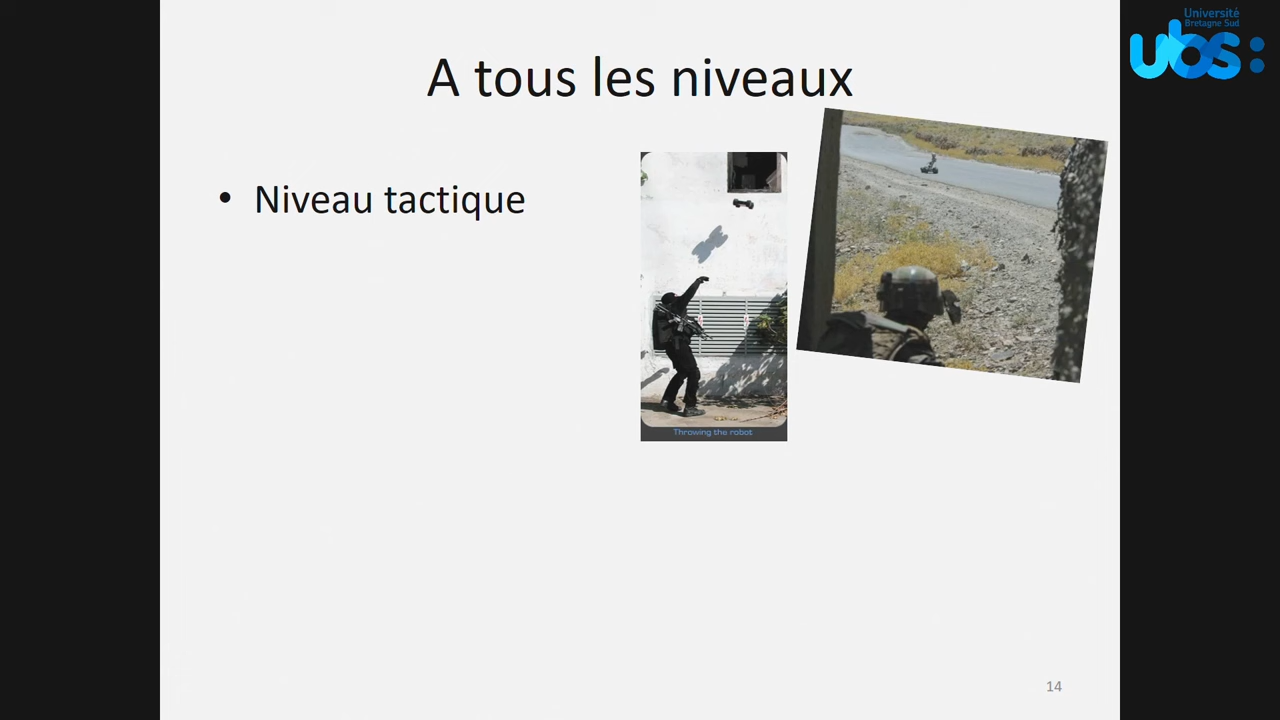 Université
Bretagne Sud
ubs:
A tous les niveaux
• Niveau tactique
Throwing the robot
14